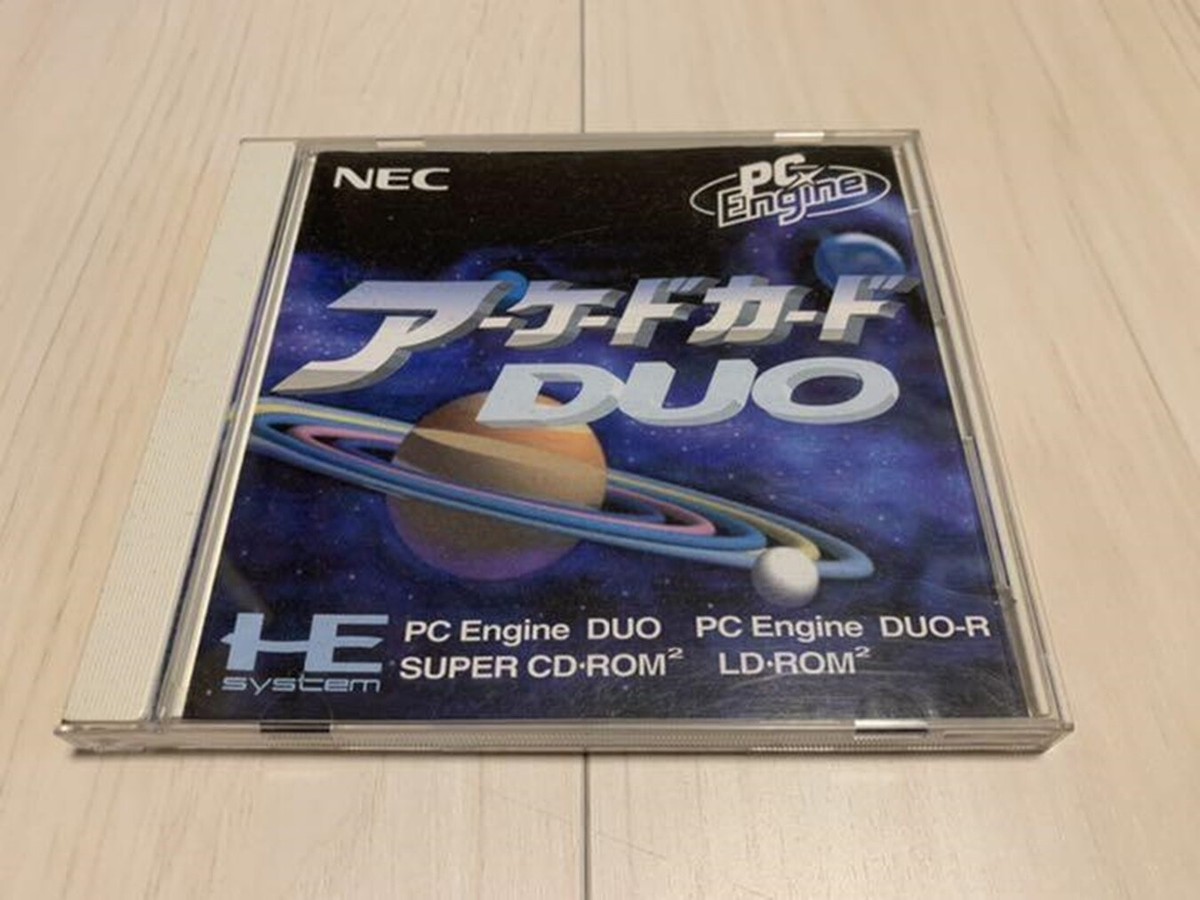 NEC
PC Engine
アーケードカード
DUO
HE system
PC Engine DUO PC Engine DUO-R
SUPER CD・ROM² LD・ROM²